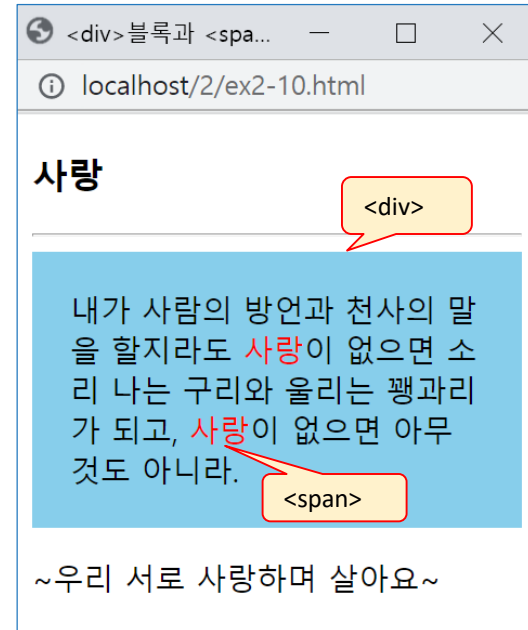 <div>블록과 <spa...
localhost/2/ex2-10.html
사랑
<div>
내가 사람의 방언과 천사의 말
을 할지라도 사랑이 없으면 소
리 나는 구리와 울리는 꽹과리
가 되고, 사랑이 없으면 아무
것도 아니라.
<span>
~우리 서로 사랑하며 살아요~